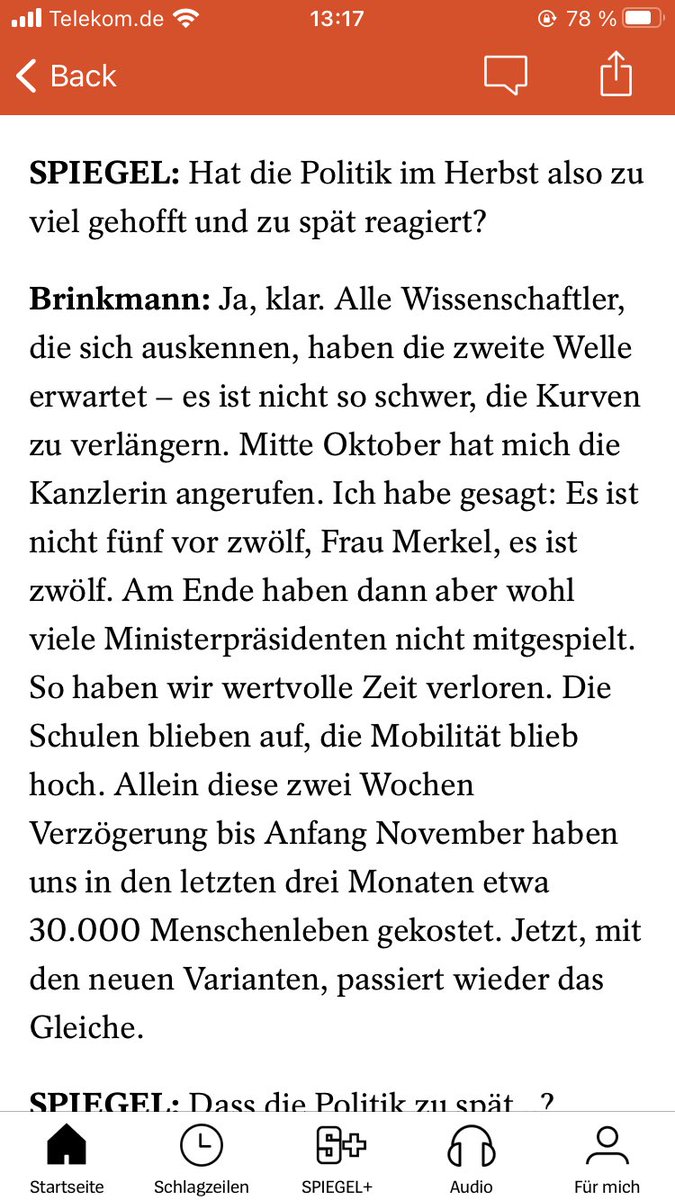 Telekom.de 13:17 78 %
Back
SPIEGEL: Hat die Politik im Herbst also zu
viel gehofft und zu spät reagiert?
Brinkmann: Ja, klar. Alle Wissenschaftler,
die sich auskennen, haben die zweite Welle
erwartet – es ist nicht so schwer, die Kurven
zu verlängern. Mitte Oktober hat mich die
Kanzlerin angerufen. Ich habe gesagt: Es ist
nicht fünf vor zwölf, Frau Merkel, es ist
zwölf. Am Ende haben dann aber wohl
viele Ministerpräsidenten nicht mitgespielt.
So haben wir wertvolle Zeit verloren. Die
Schulen blieben auf, die Mobilität blieb
hoch. Allein diese zwei Wochen
Verzögerung bis Anfang November haben
uns in den letzten drei Monaten etwa
30.000 Menschenleben gekostet. Jetzt, mit
den neuen Varianten, passiert wieder das
Gleiche.
SPIEGEL: Dass die Politik zu spät...?
S+
Startseite Schlagzeilen SPIEGEL+ Audio Für mich